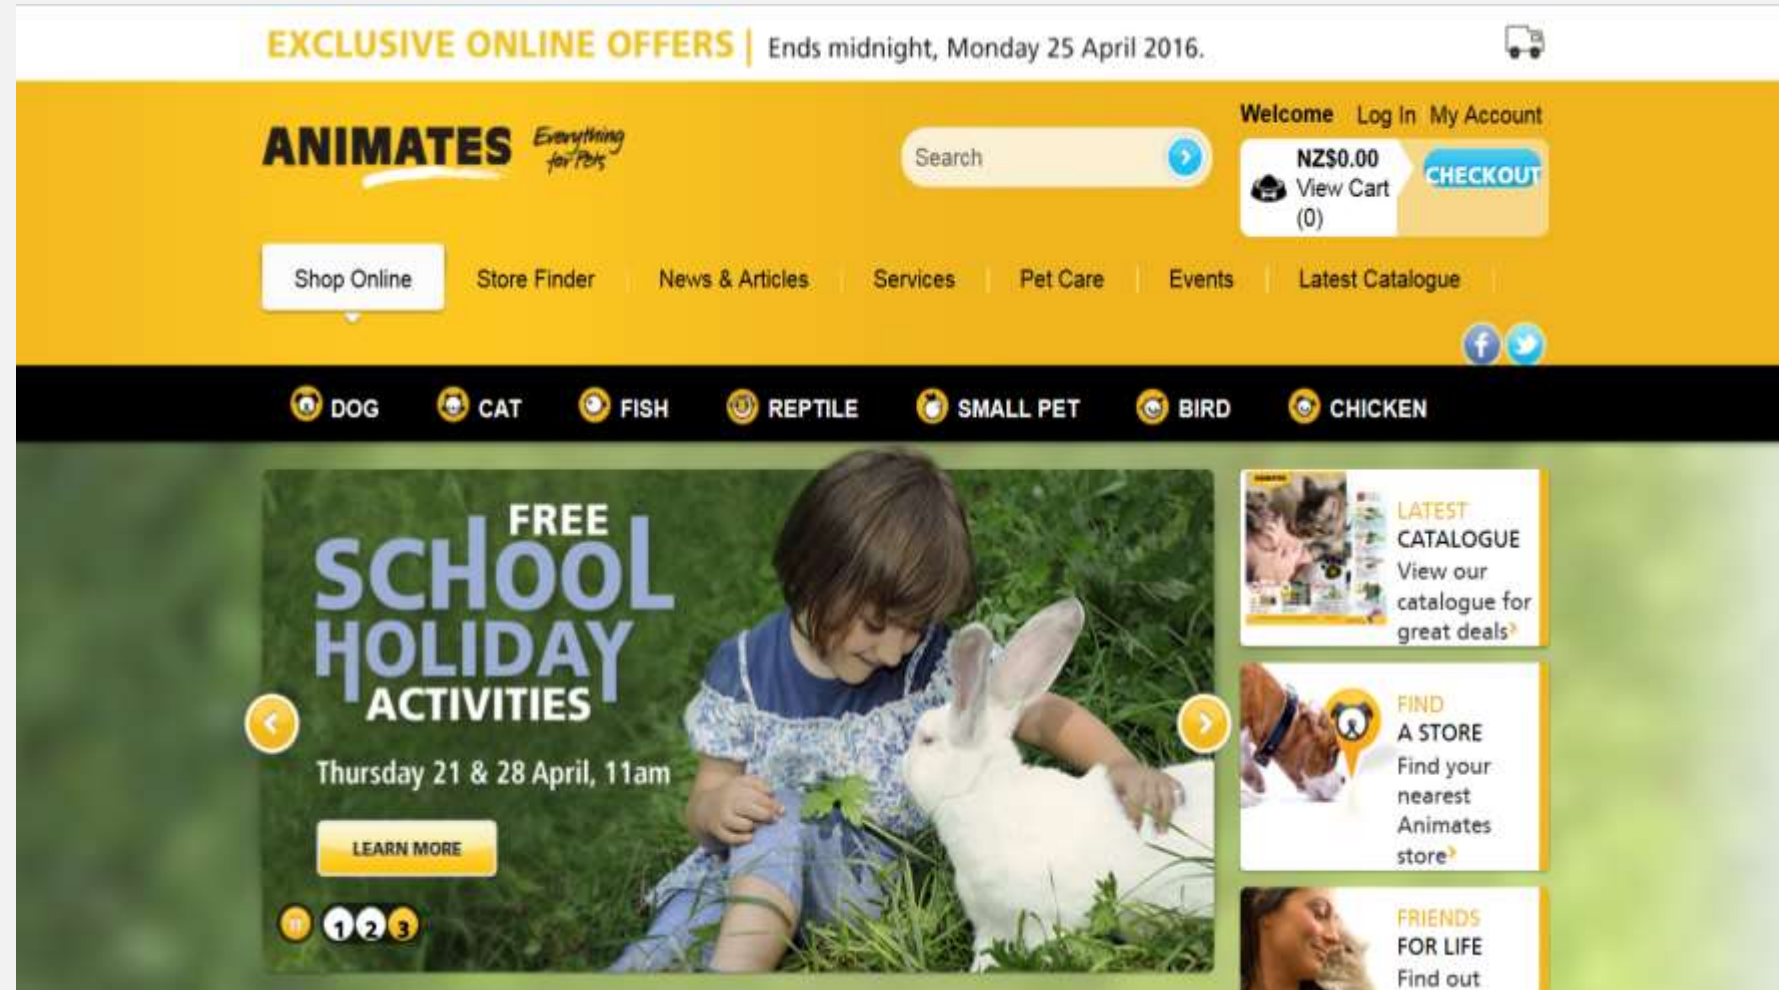 EXCLUSIVE ONLINE OFFERS | Ends midnight, Monday 25 April 2016.
Welcome Log In My Account
ANIMATES Everything for Pets
Search
NZ$0.00
View Cart
(0)
CHECKOUT
Shop Online Store Finder News & Articles Services Pet Care Events Latest Catalogue
DOG CAT FISH REPTILE SMALL PET BIRD CHICKEN
FREE
SCHOOL
HOLIDAY
ACTIVITIES
Thursday 21 & 28 April, 11am
LEARN MORE
1 2 3
LATEST
CATALOGUE
View our
catalogue for
great deals
FIND
A STORE
Find your
nearest
Animates
store
FRIENDS
FOR LIFE
Find out